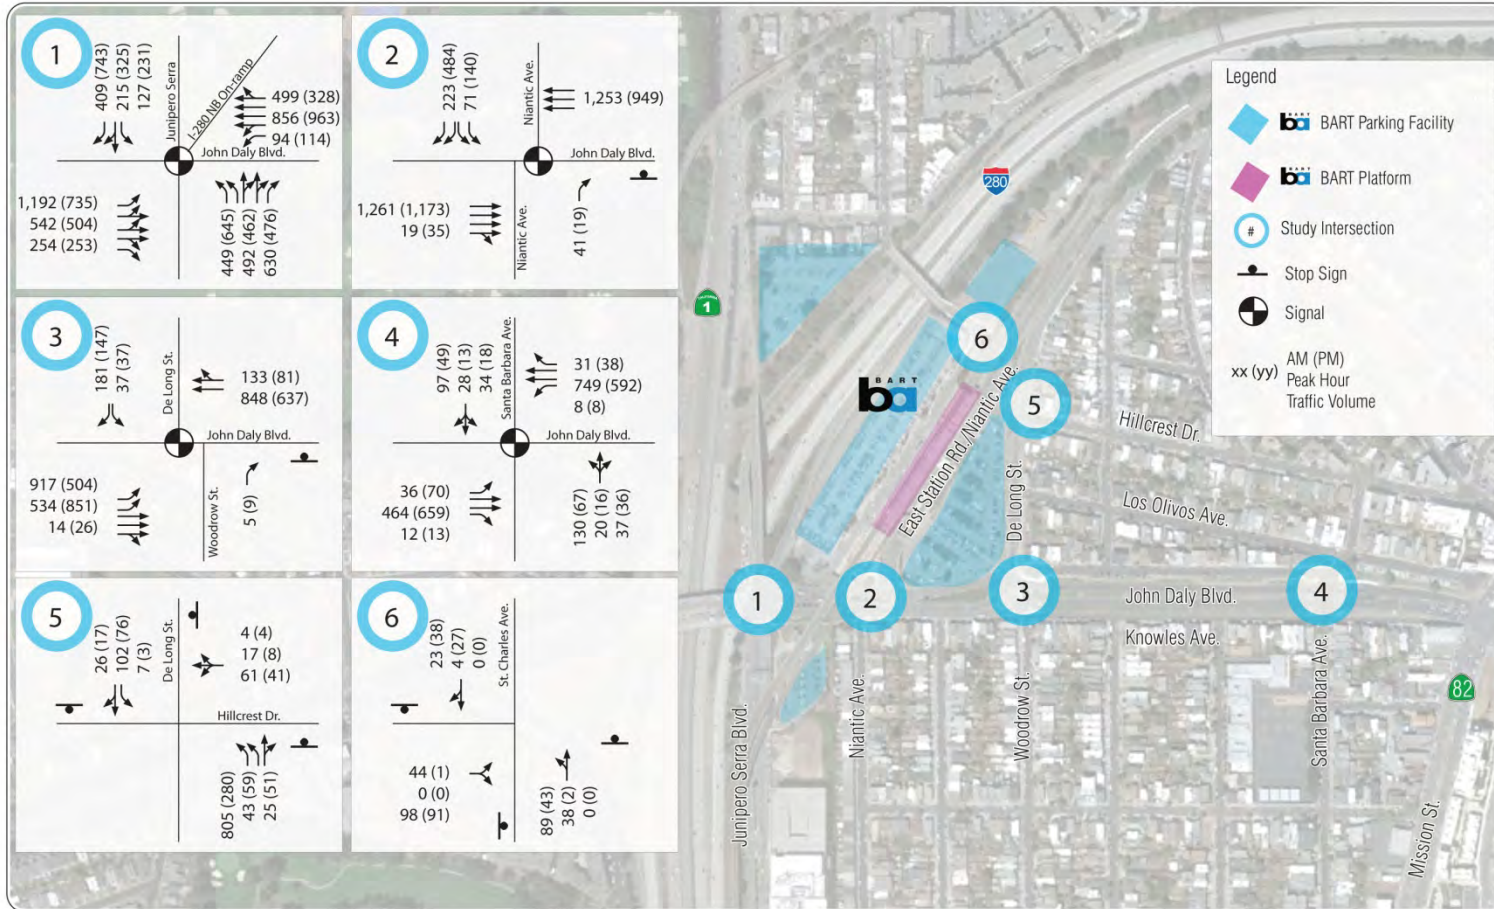 1
409 (743)
215 (325)
127 (231)
Junipero Serra
I-280 NB On-ramp
499 (328)
856 (963)
94 (114)
John Daly Blvd.
1,192 (735)
542 (504)
254 (253)
449 (645)
492 (462)
630 (476)
2
223 (484)
71 (140)
Niantic Ave.
1,253 (949)
John Daly Blvd.
1,261 (1,173)
19 (35)
Niantic Ave.
41 (19)
3
181 (147)
37 (37)
De Long St.
133 (81)
848 (637)
John Daly Blvd.
917 (504)
534 (851)
14 (26)
Woodrow St.
5 (9)
4
97 (49)
28 (13)
34 (18)
Santa Barbara Ave.
31 (38)
749 (592)
8 (8)
John Daly Blvd.
36 (70)
464 (659)
12 (13)
130 (67)
20 (16)
37 (36)
5
26 (17)
102 (76)
7 (3)
De Long St.
4 (4)
17 (8)
61 (41)
Hillcrest Dr.
805 (280)
43 (59)
25 (51)
6
23 (38)
4 (27)
0 (0)
St. Charles Ave.
44 (1)
0 (0)
98 (91)
89 (43)
38 (2)
0 (0)
280
CALIFORNIA
1
BART
ba
6
5
East Station Rd./Niantic Ave.
De Long St.
Hillcrest Dr.
Los Olivos Ave.
1
2
3
4
John Daly Blvd.
Knowles Ave.
Junipero Serra Blvd.
Niantic Ave.
Woodrow St.
Santa Barbara Ave.
Mission St.
82
Legend
BART
ba BART Parking Facility
BART
ba BART Platform
# Study Intersection
Stop Sign
Signal
xx (yy) AM (PM)
Peak Hour
Traffic Volume